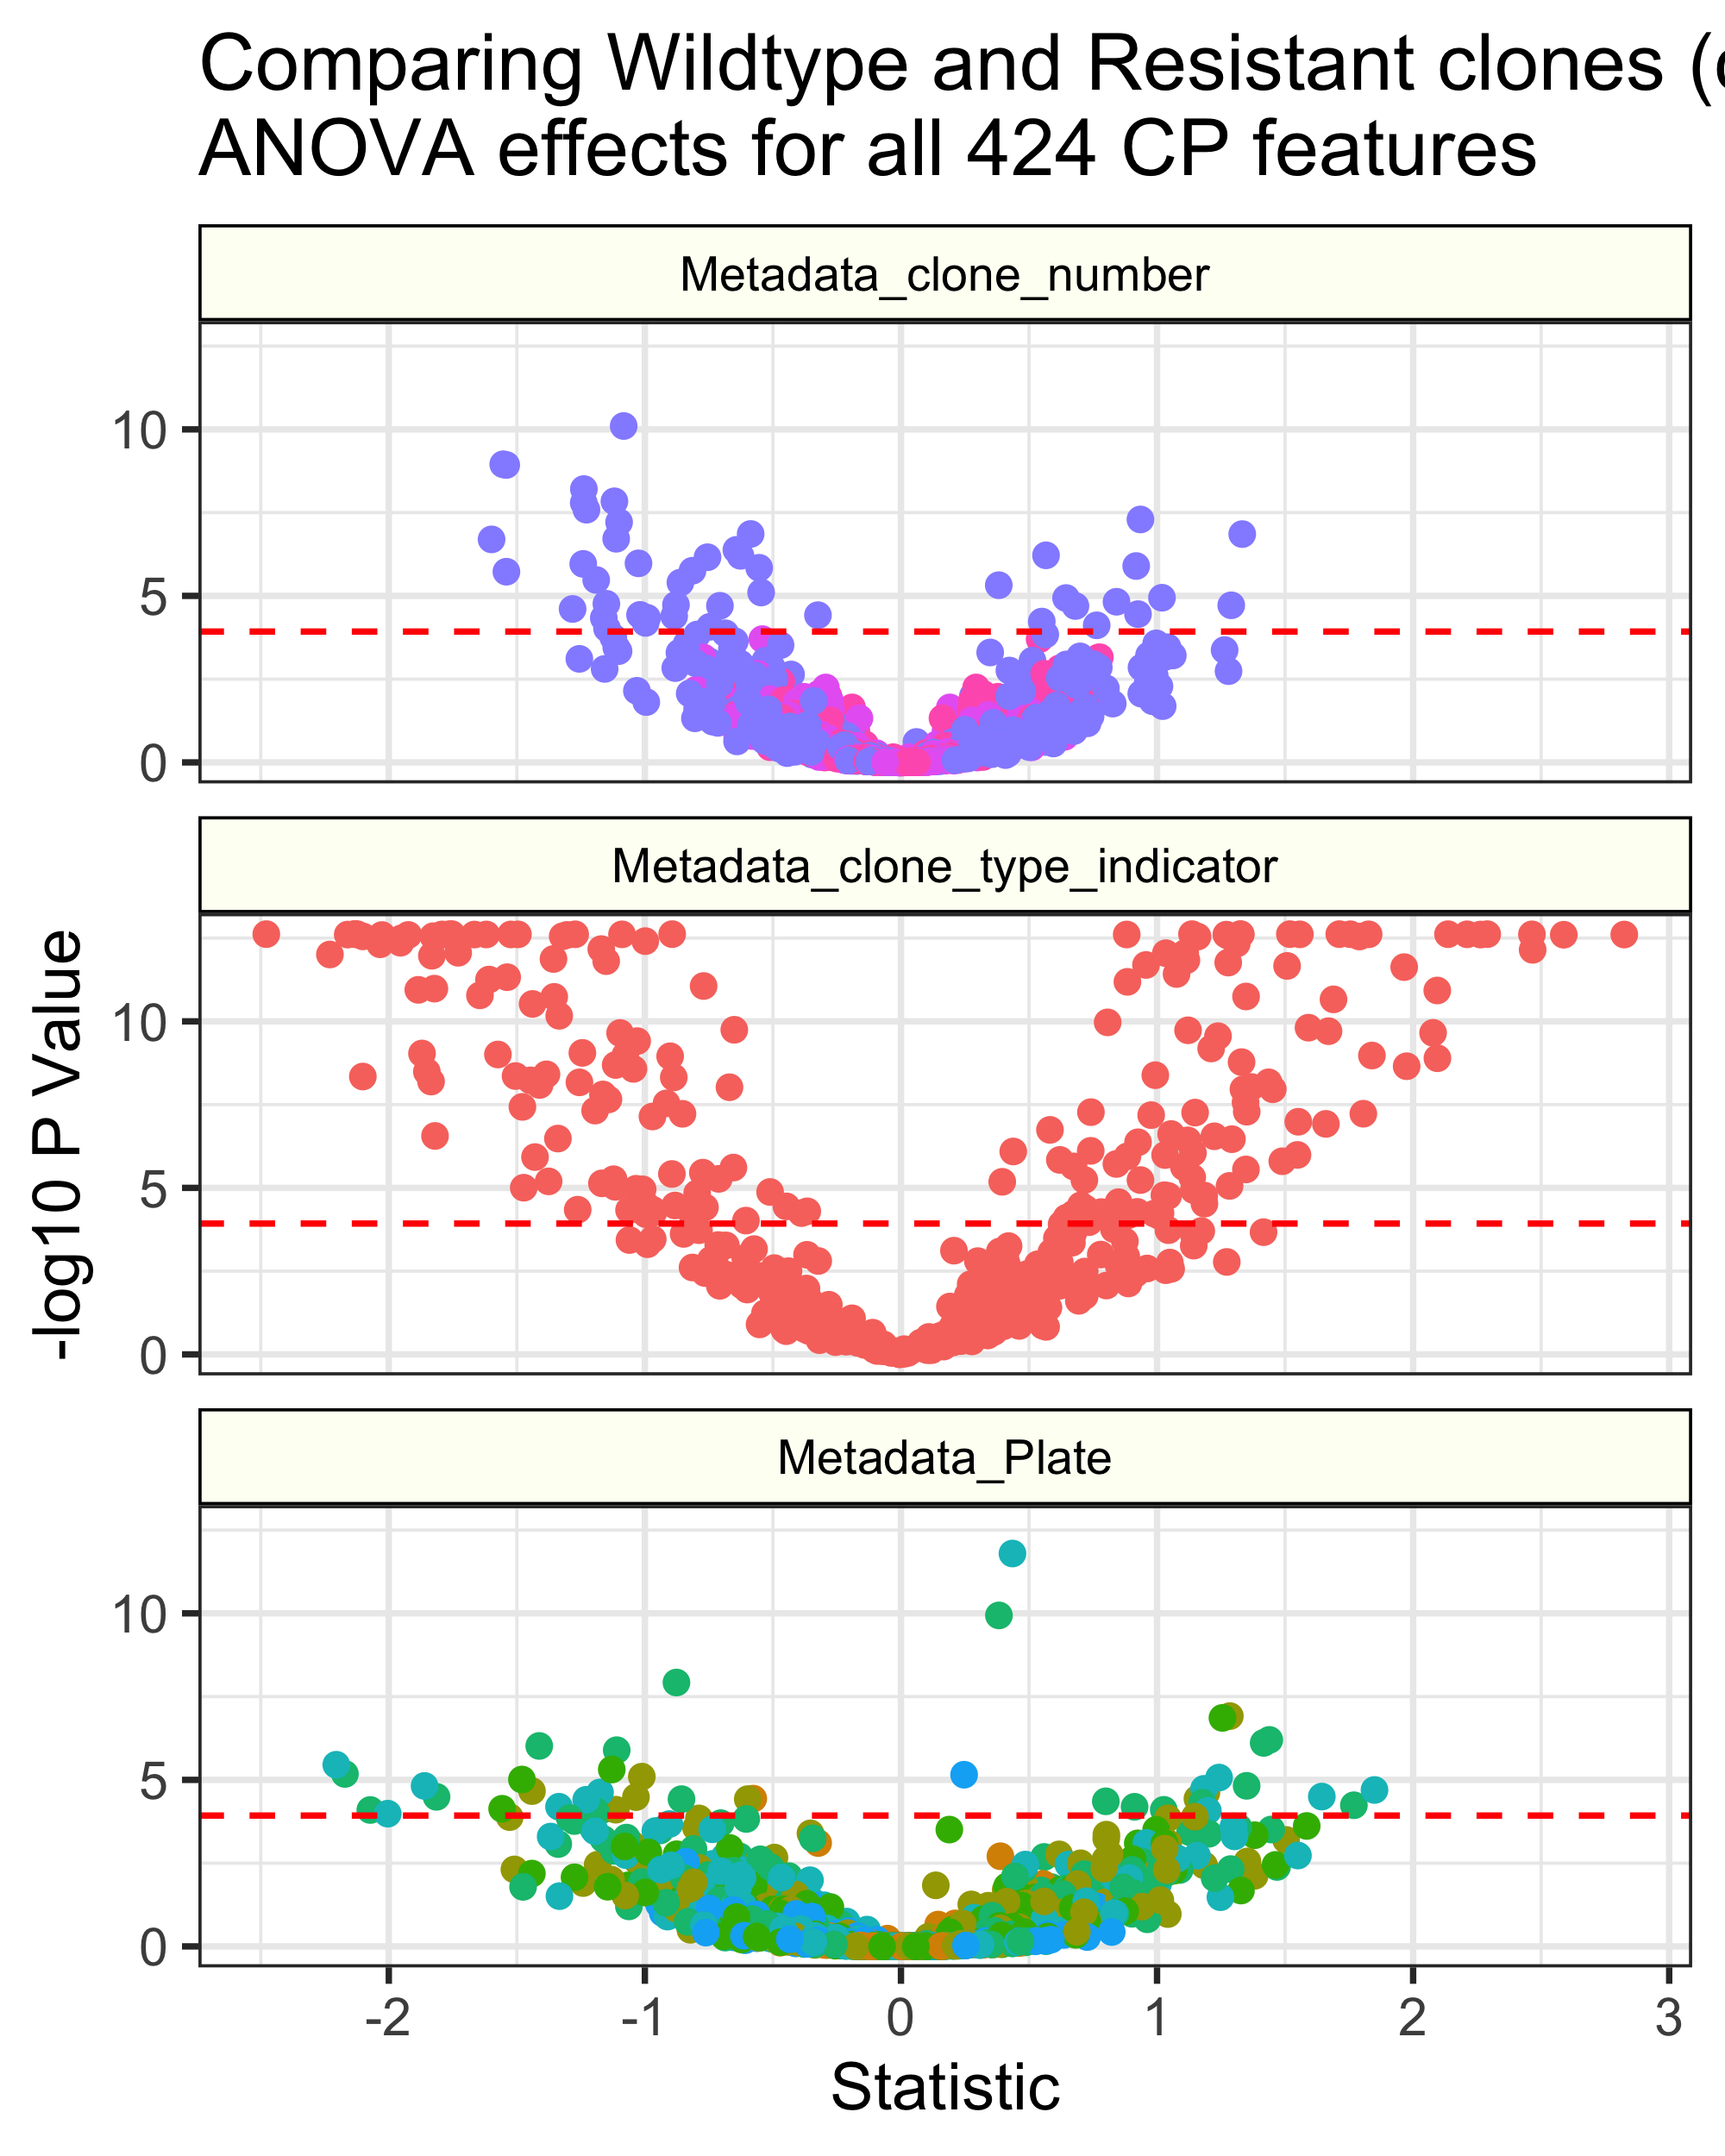 Comparing Wildtype and Resistant clones (
ANOVA effects for all 424 CP features
Metadata_clone_number
10
5
0
Metadata_clone_type_indicator
10
5
0
-log10 P Value
Metadata_Plate
10
5
0
-2 -1 0 1 2 3
Statistic